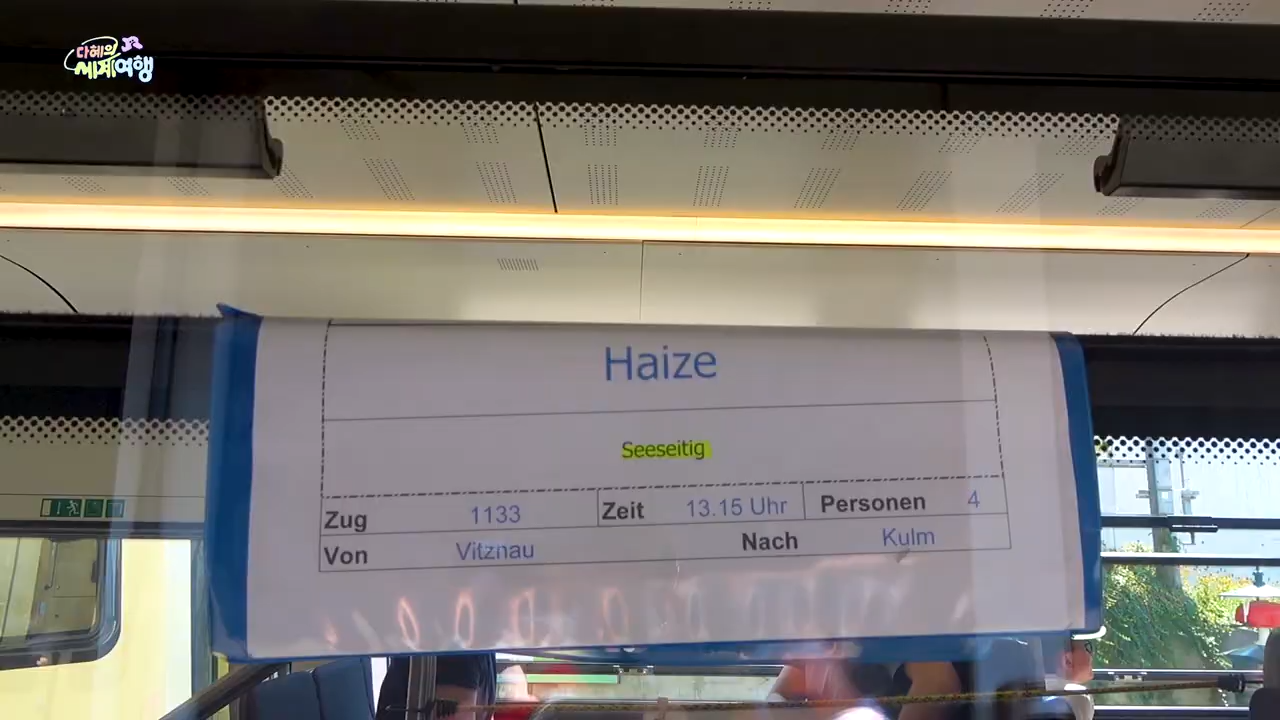 다혜의
세계여행
Haize
Seeseitig
Zug 1133 Zeit 13.15 Uhr Personen 4
Von Vitznau Nach Kulm